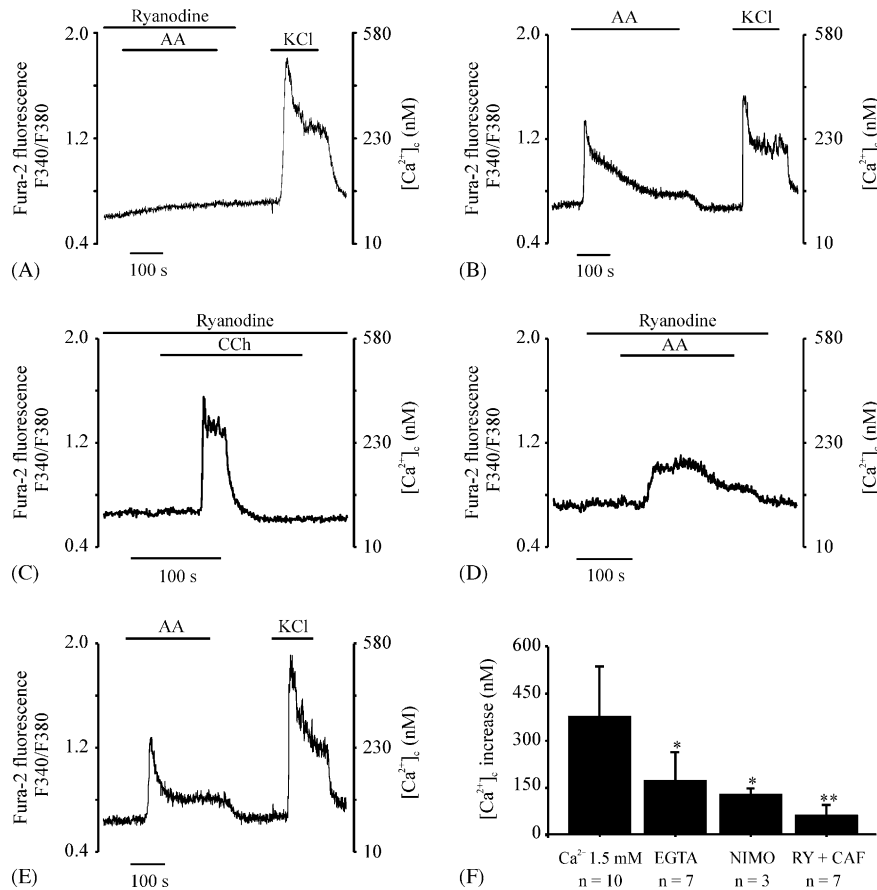 Ryanodine
AA
KCl
2.0
1.2
0.4
Fura-2 fluorescence
F340/F380
580
230
10
[Ca²⁺]c (nM)
100 s
(A)
AA
KCl
2.0
1.2
0.4
Fura-2 fluorescence
F340/F380
580
230
10
[Ca²⁺]c (nM)
100 s
(B)
Ryanodine
CCh
2.0
1.2
0.4
Fura-2 fluorescence
F340/F380
580
230
10
[Ca²⁺]c (nM)
100 s
(C)
Ryanodine
AA
2.0
1.2
0.4
Fura-2 fluorescence
F340/F380
580
230
10
[Ca²⁺]c (nM)
100 s
(D)
AA
KCl
2.0
1.2
0.4
Fura-2 fluorescence
F340/F380
580
230
10
[Ca²⁺]c (nM)
100 s
(E)
600
450
300
150
0
[Ca²⁺]c increase (nM)
*
*
**
Ca²⁻ 1.5 mM EGTA NIMO RY + CAF
n = 10 n = 7 n = 3 n = 7
(F)